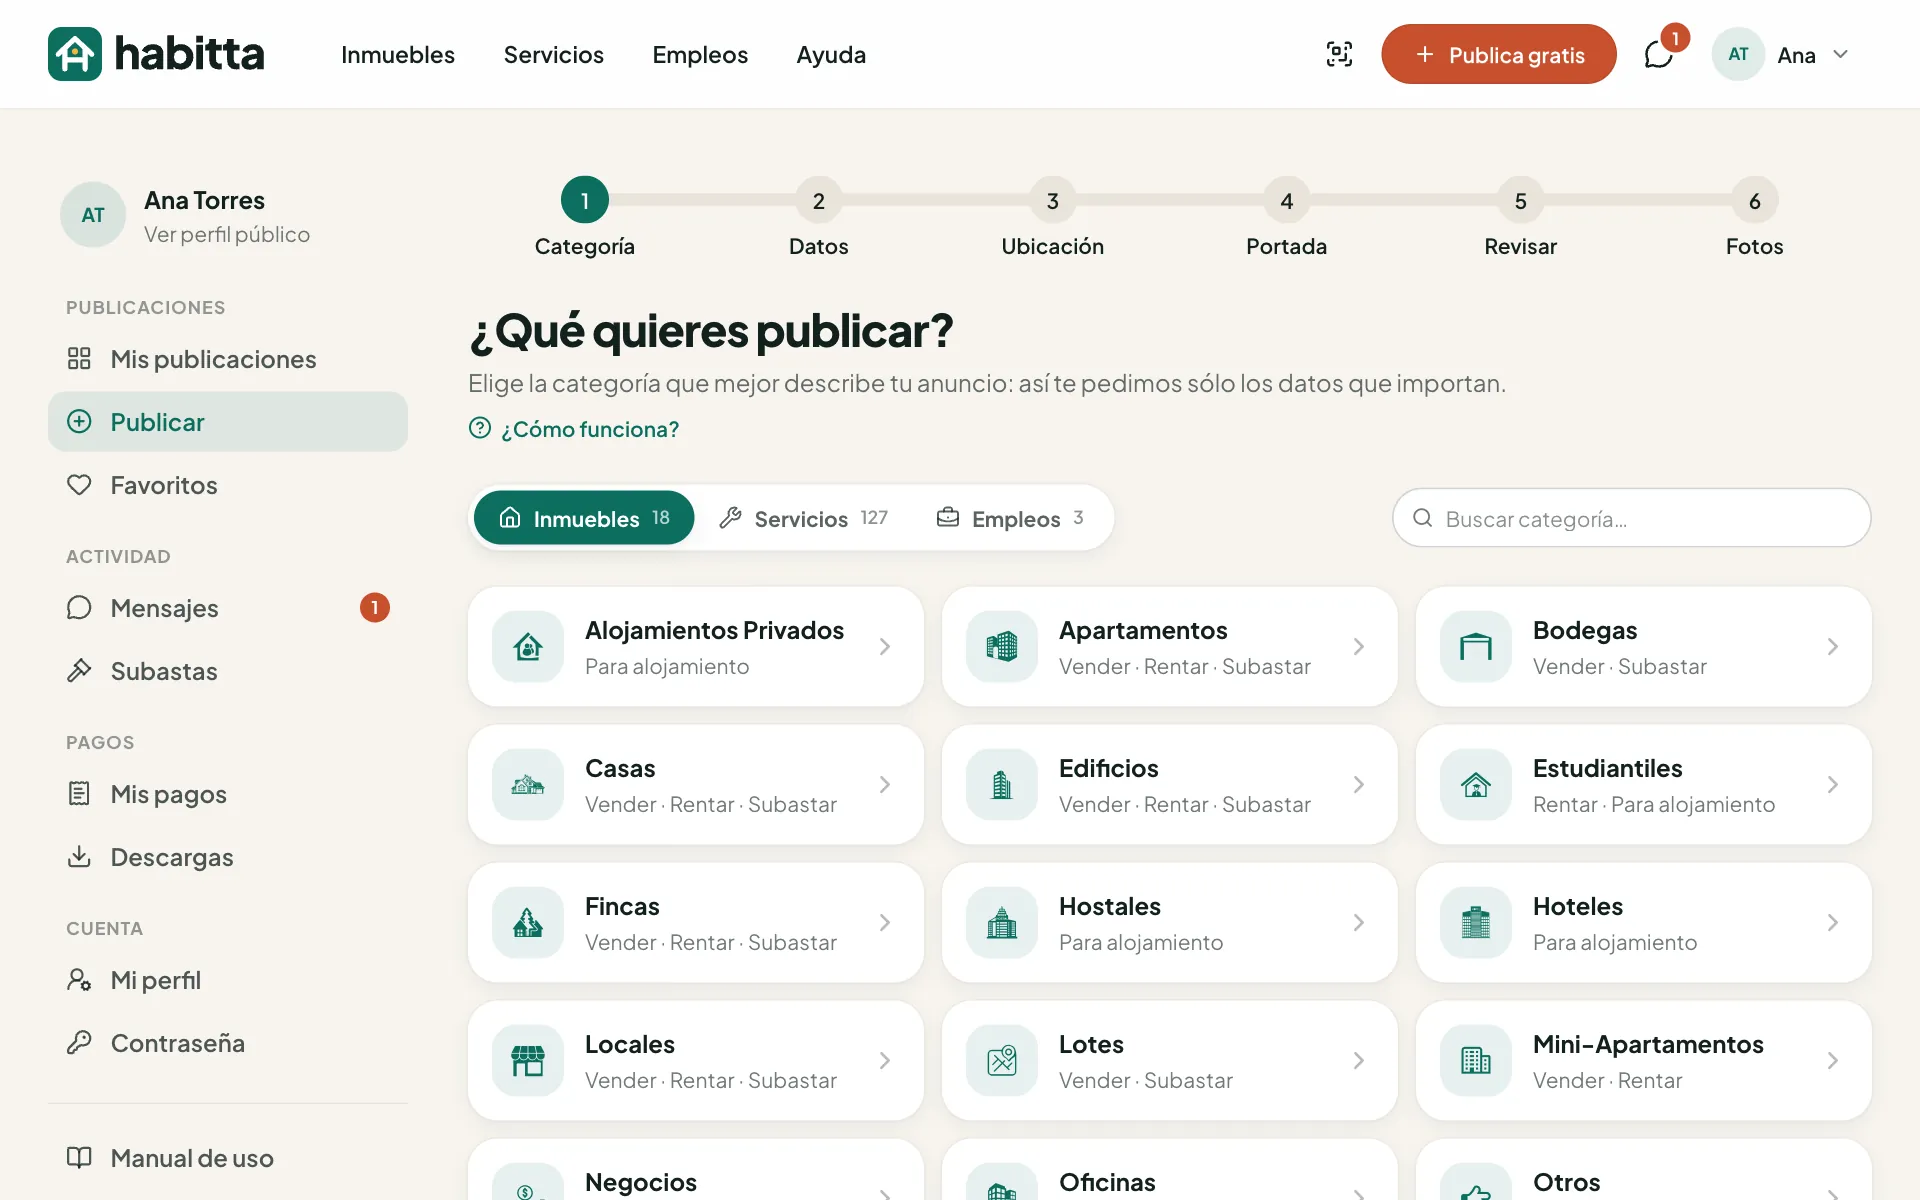 habitta
Inmuebles
Servicios
Empleos
Ayuda
Publica gratis
1
AT
Ana
AT
Ana Torres
Ver perfil público
PUBLICACIONES
Mis publicaciones
Publicar
Favoritos
ACTIVIDAD
Mensajes 1
Subastas
PAGOS
Mis pagos
Descargas
CUENTA
Mi perfil
Contraseña
Manual de uso
1 2 3 4 5 6
Categoría Datos Ubicación Portada Revisar Fotos
¿Qué quieres publicar?
Elige la categoría que mejor describe tu anuncio: así te pedimos sólo los datos que importan.
¿Cómo funciona?
Inmuebles 18
Servicios 127
Empleos 3
Buscar categoría...
Alojamientos Privados
Para alojamiento
Apartamentos
Vender · Rentar · Subastar
Bodegas
Vender · Subastar
Casas
Vender · Rentar · Subastar
Edificios
Vender · Rentar · Subastar
Estudiantiles
Rentar · Para alojamiento
Fincas
Vender · Rentar · Subastar
Hostales
Para alojamiento
Hoteles
Para alojamiento
Locales
Vender · Rentar · Subastar
Lotes
Vender · Subastar
Mini-Apartamentos
Vender · Rentar
Negocios
Oficinas
Otros